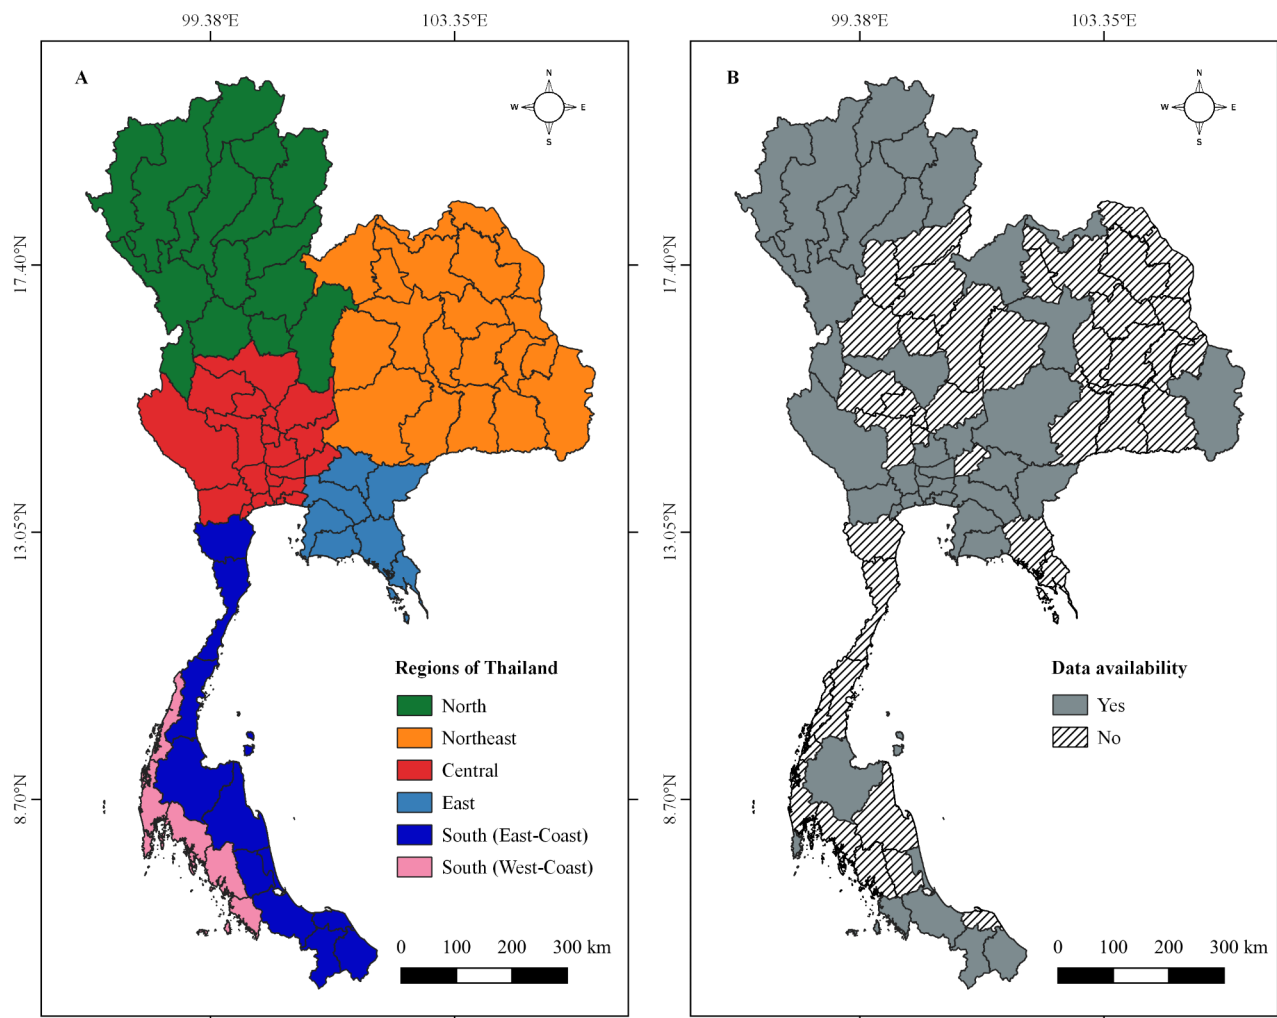 99.38°E 103.35°E 99.38°E 103.35°E
A B
N N
W E W E
S S
17.40°N 17.40°N
13.05°N 13.05°N
Regions of Thailand Data availability
North Yes
Northeast No
Central
East
8.70°N 8.70°N
South (East-Coast)
South (West-Coast)
0 100 200 300 km 0 100 200 300 km